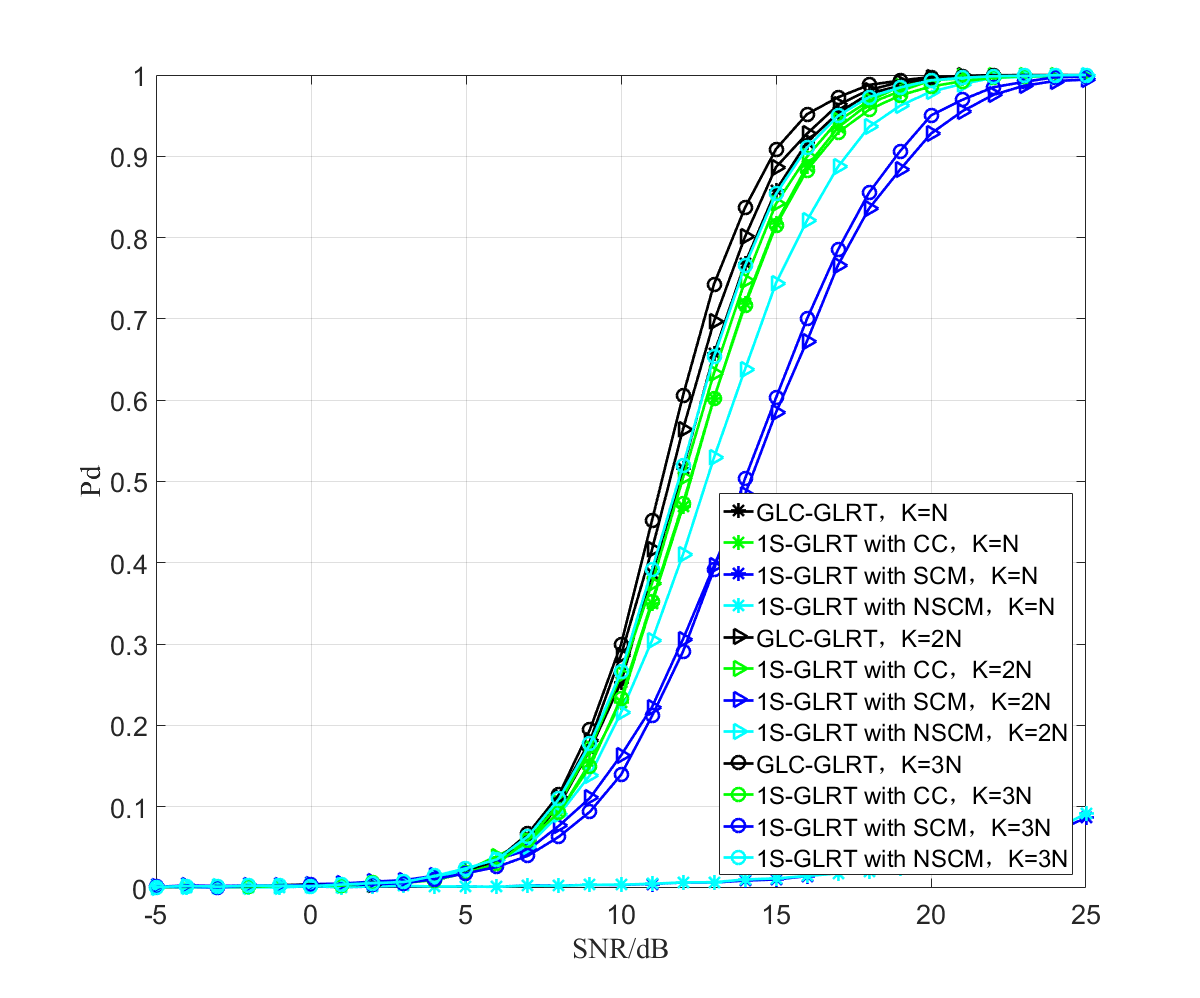 1
0.9
0.8
0.7
0.6
0.5
0.4
0.3
0.2
0.1
0
Pd
GLC-GLRT，K=N
1S-GLRT with CC，K=N
1S-GLRT with SCM，K=N
1S-GLRT with NSCM，K=N
GLC-GLRT，K=2N
1S-GLRT with CC，K=2N
1S-GLRT with SCM，K=2N
1S-GLRT with NSCM，K=2N
GLC-GLRT，K=3N
1S-GLRT with CC，K=3N
1S-GLRT with SCM，K=3N
1S-GLRT with NSCM，K=3N
-5 0 5 10 15 20 25
SNR/dB